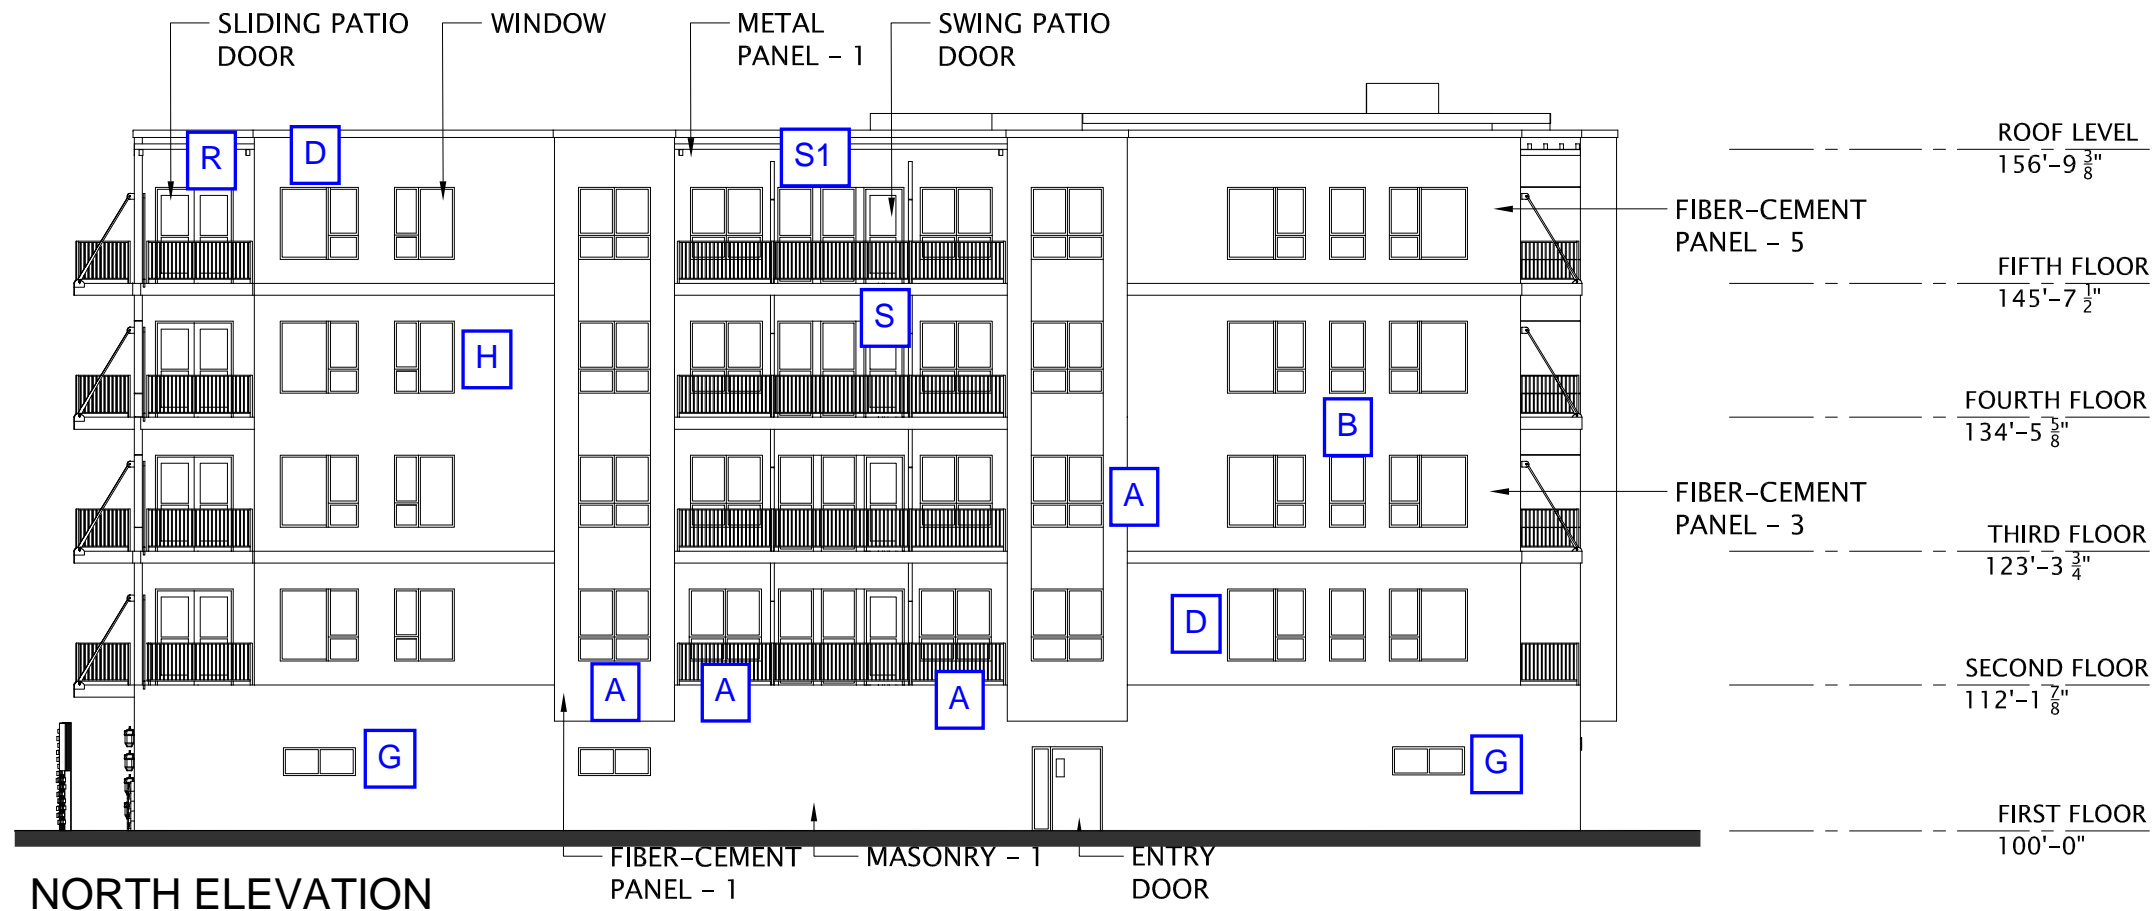 SLIDING PATIO
DOOR
WINDOW
METAL
PANEL - 1
SWING PATIO
DOOR
R
D
S1
ROOF LEVEL
156'-9 3/8"
FIBER-CEMENT
PANEL - 5
FIFTH FLOOR
145'-7 1/2"
S
H
B
FOURTH FLOOR
134'-5 5/8"
A
FIBER-CEMENT
PANEL - 3
THIRD FLOOR
123'-3 3/4"
D
SECOND FLOOR
112'-1 7/8"
A
A
A
G
G
FIRST FLOOR
100'-0"
FIBER-CEMENT
PANEL - 1
MASONRY - 1
ENTRY
DOOR
NORTH ELEVATION